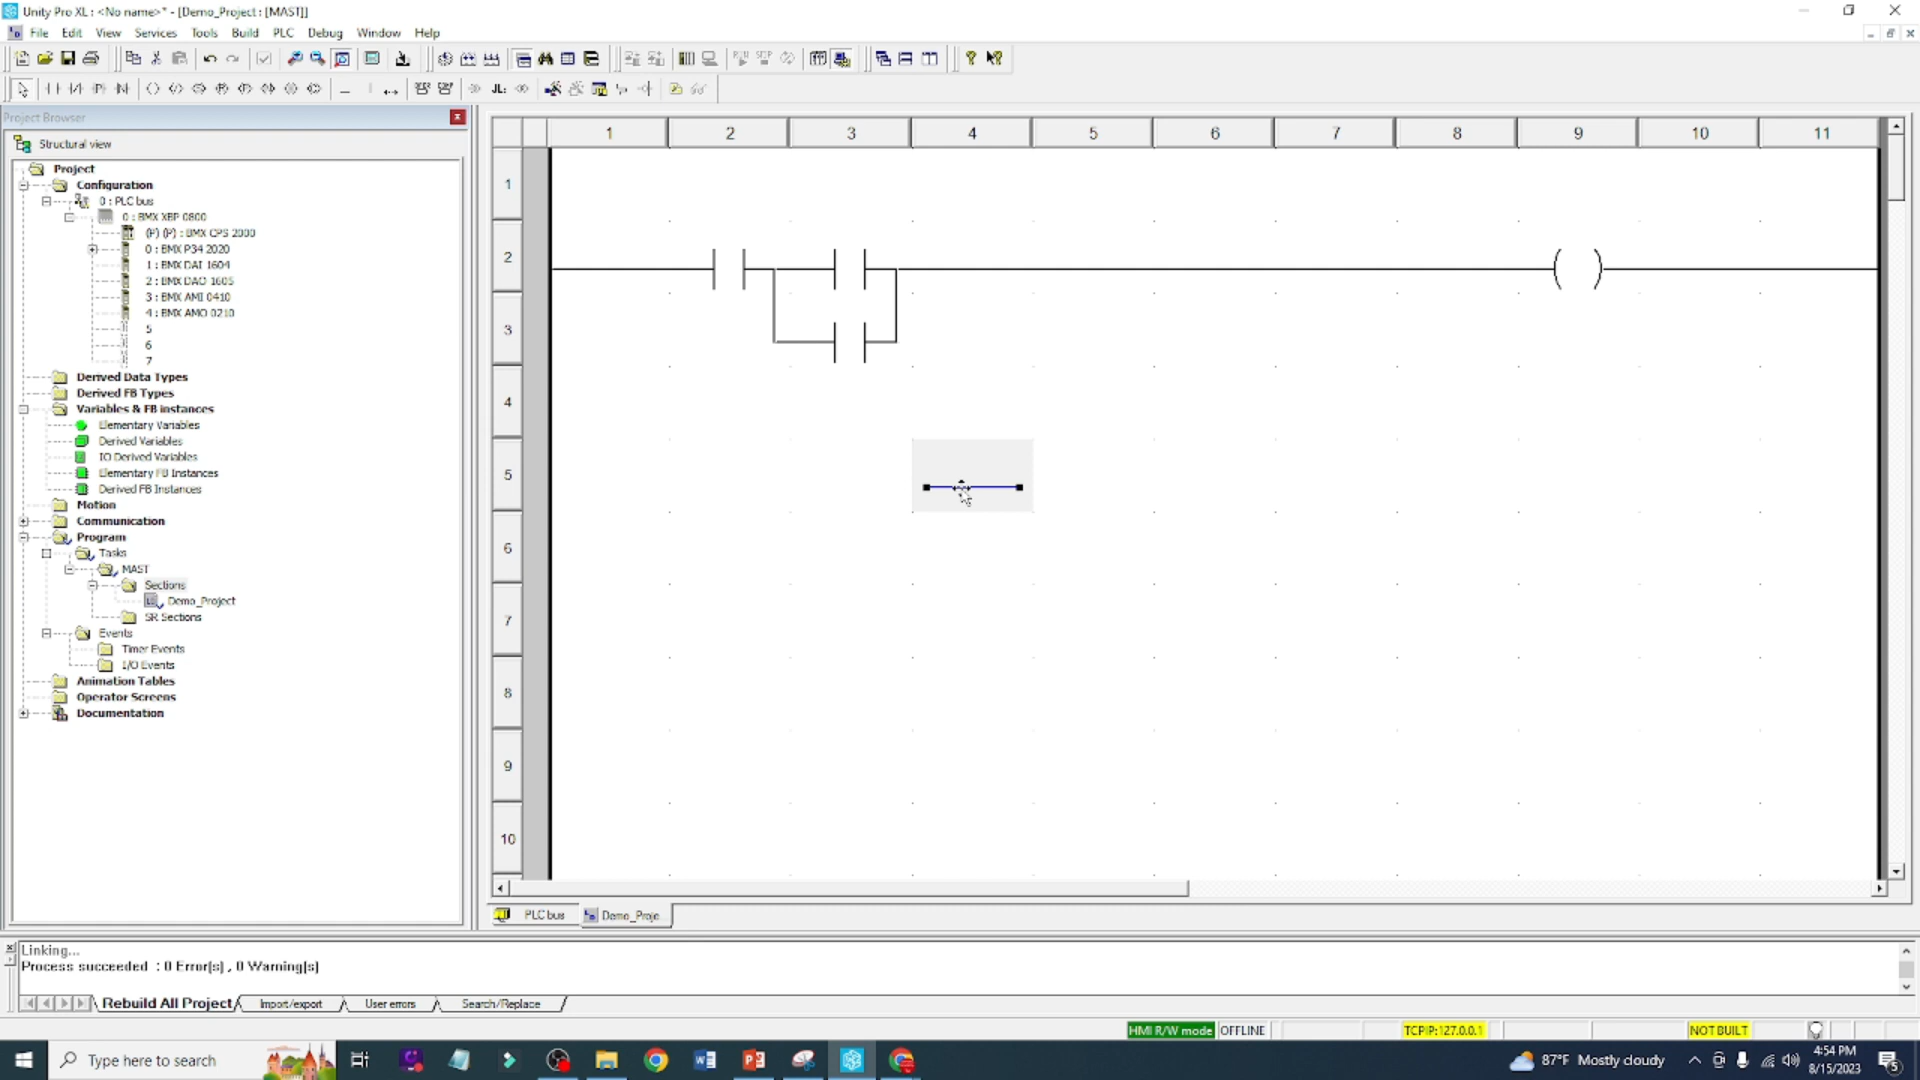 Unity Pro XL : <No name>* - [Demo_Project : [MAST]]
File Edit View Services Tools Build PLC Debug Window Help
Project Browser
Structural view
Project
Configuration
0 : PLC bus
0 : BMX XBP 0800
(P) (P) : BMX CPS 2000
0 : BMX P34 2020
1 : BMX DAI 1604
2 : BMX DAO 1605
3 : BMX AMI 0410
4 : BMX AMO 0210
5
6
7
Derived Data Types
Derived FB Types
Variables & FB instances
Elementary Variables
Derived Variables
IO Derived Variables
Elementary FB Instances
Derived FB Instances
Motion
Communication
Program
Tasks
MAST
Sections
Demo_Project
SR Sections
Events
Timer Events
I/O Events
Animation Tables
Operator Screens
Documentation
1 2 3 4 5 6 7 8 9 10 11
1
2
3
4
5
6
7
8
9
10
PLC bus Demo_Proje
Linking...
Process succeeded : 0 Error(s) , 0 Warning(s)
Rebuild All Project Import/export User errors Search/Replace
HMI R/W mode OFFLINE TCPIP:127.0.0.1 NOT BUILT
Type here to search
87°F Mostly cloudy
4:54 PM
8/15/2023
5